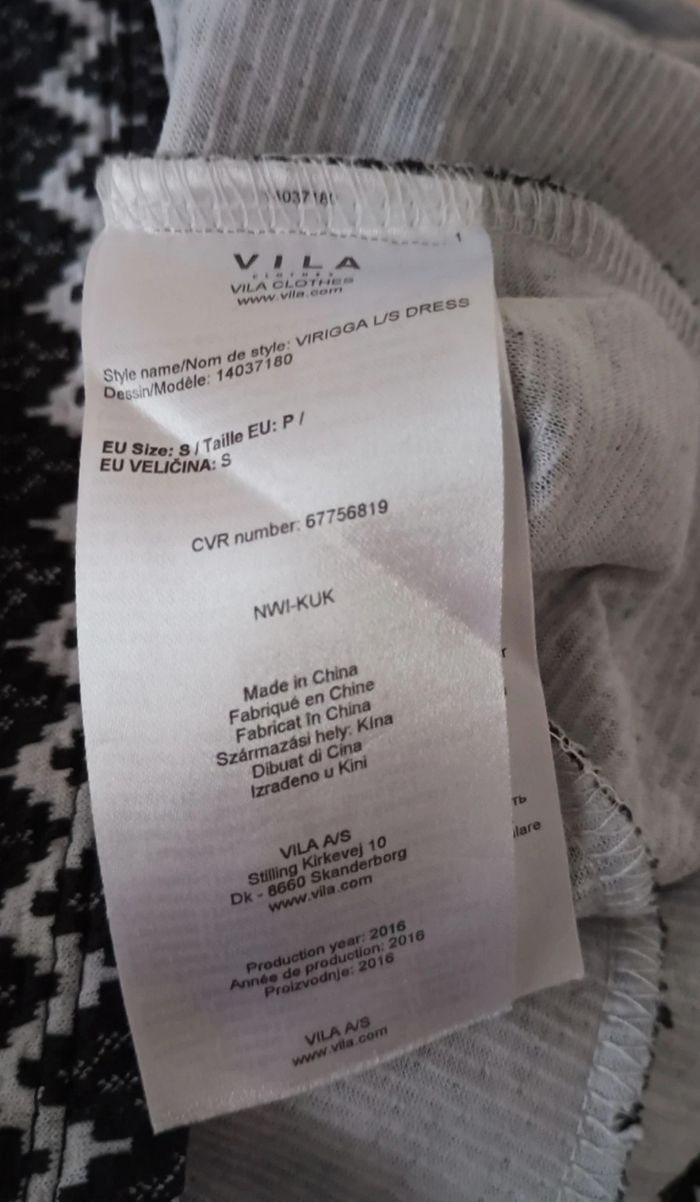 VILA
CLOTHES
VILA CLOTHES
www.vila.com
Style name/Nom de style: VIRIGGA L/S DRESS
Dessin/Modèle: 14037180
EU Size: S / Taille EU: P /
EU VELIČINA: S
CVR number: 67756819
NWI-KUK
Made in China
Fabriqué en Chine
Fabricat în China
Származási hely: Kína
Dibuat di Cina
Izrađeno u Kini
VILA A/S
Stilling Kirkevej 10
Dk - 8660 Skanderborg
www.vila.com
Production year: 2016
Année de production: 2016
Proizvodnje: 2016
VILA A/S
www.vila.com
1